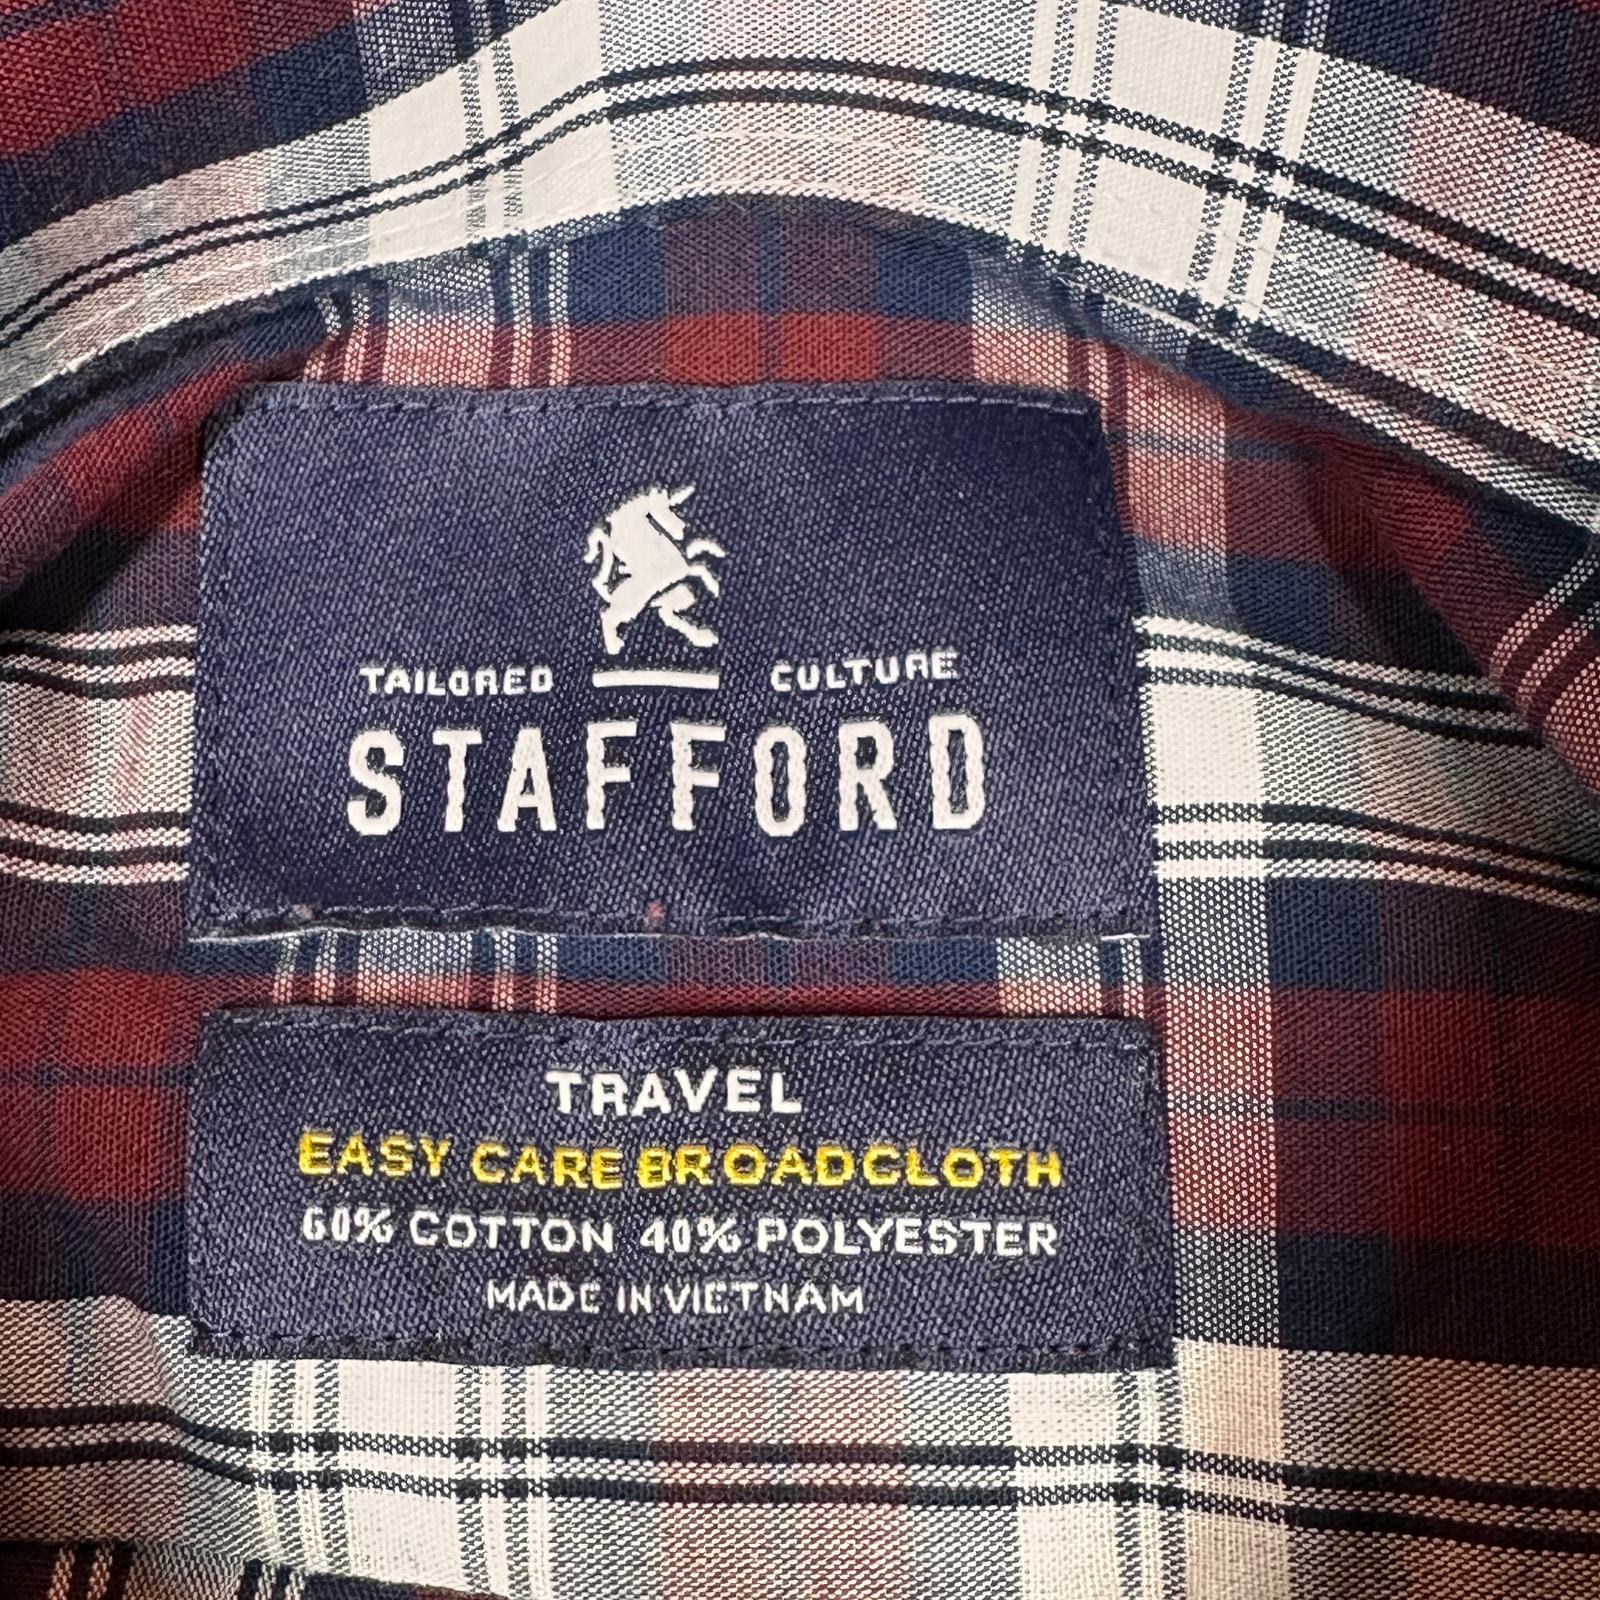 TAILORED CULTURE
STAFFORD
TRAVEL
EASY CARE BROADCLOTH
60% COTTON 40% POLYESTER
MADE IN VIETNAM